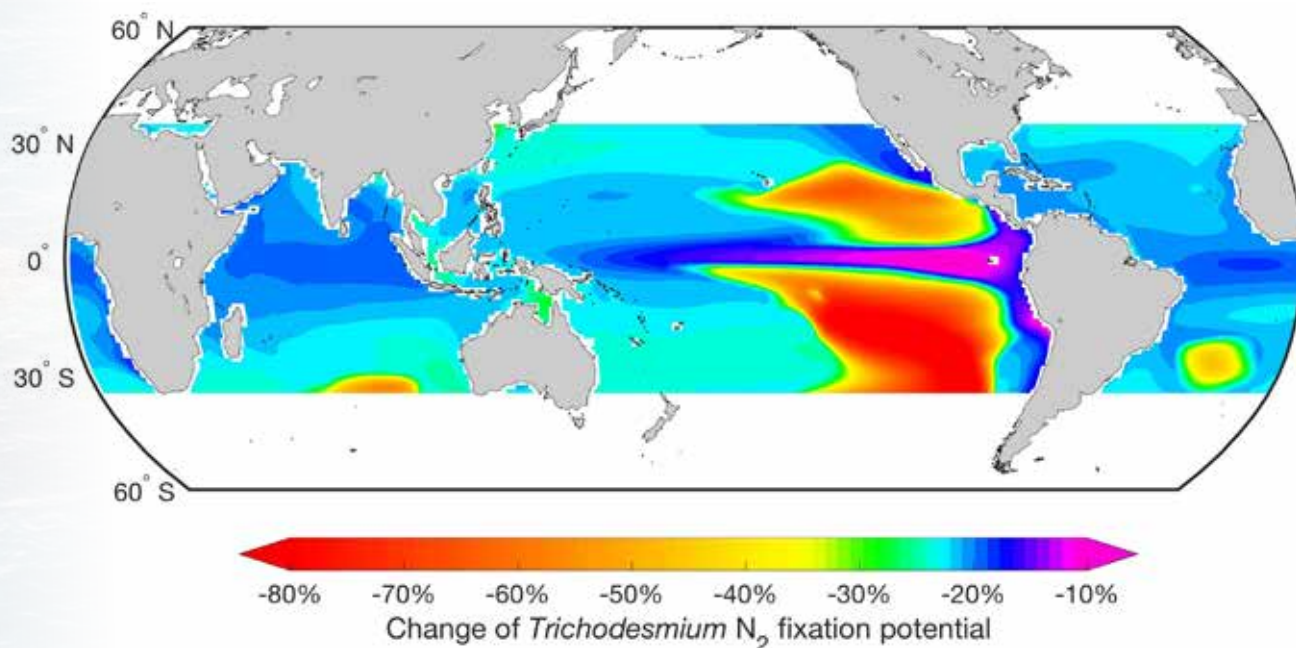 60° N
30° N
0°
30° S
60° S
-80% -70% -60% -50% -40% -30% -20% -10%
Change of Trichodesmium N₂ fixation potential